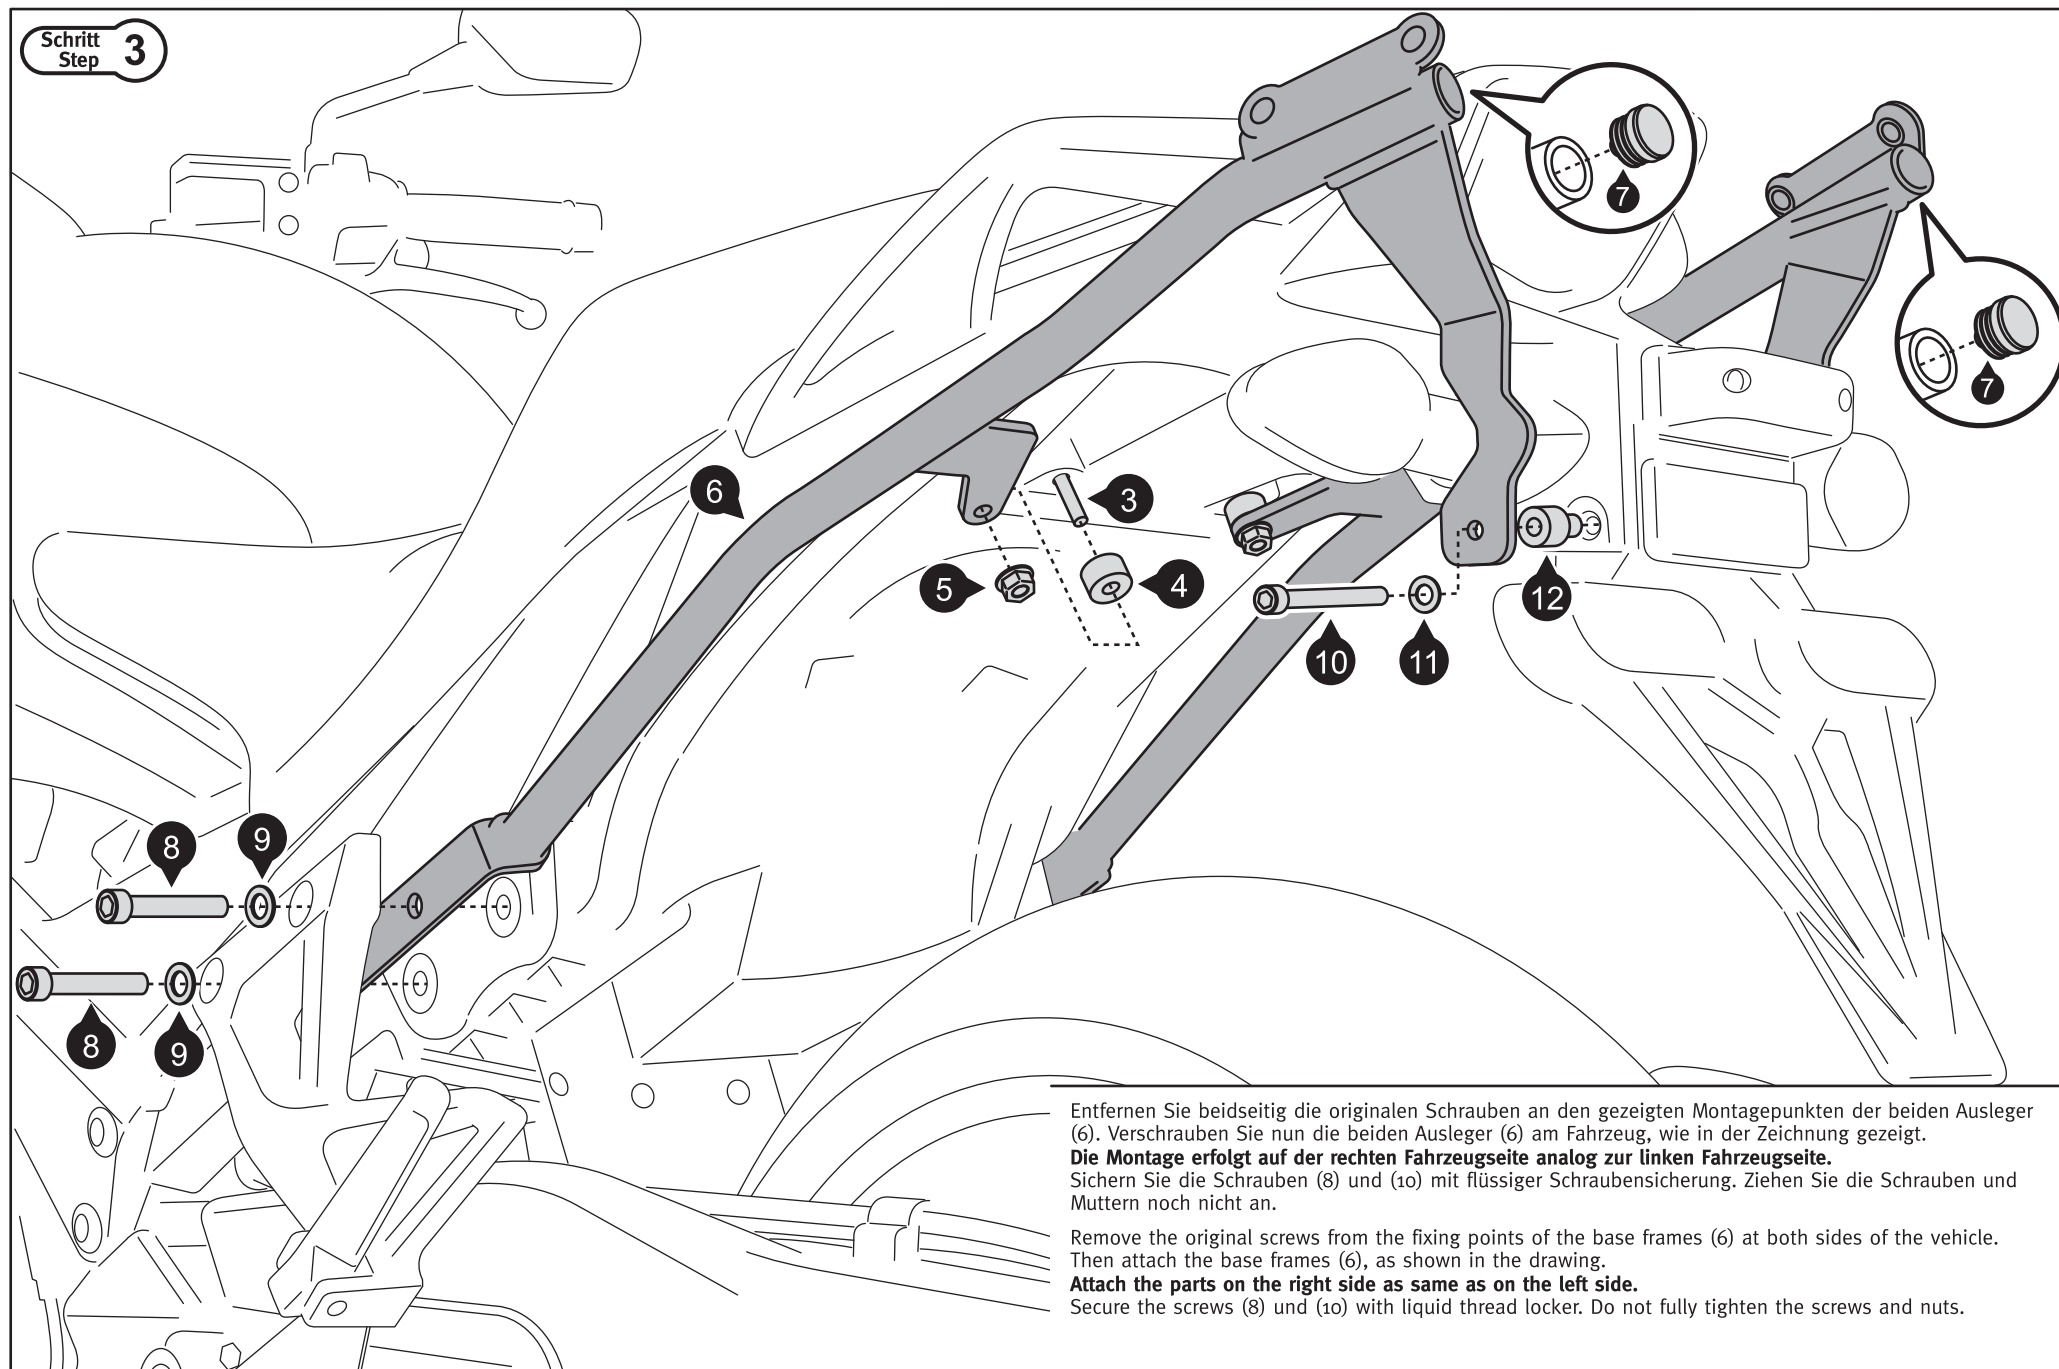 Schritt
Step 3
7
7
6
3
5
4
12
10
11
8
9
8
9
Entfernen Sie beidseitig die originalen Schrauben an den gezeigten Montagepunkten der beiden Ausleger
(6). Verschrauben Sie nun die beiden Ausleger (6) am Fahrzeug, wie in der Zeichnung gezeigt.
Die Montage erfolgt auf der rechten Fahrzeugseite analog zur linken Fahrzeugseite.
Sichern Sie die Schrauben (8) und (10) mit flüssiger Schraubensicherung. Ziehen Sie die Schrauben und
Muttern noch nicht an.
Remove the original screws from the fixing points of the base frames (6) at both sides of the vehicle.
Then attach the base frames (6), as shown in the drawing.
Attach the parts on the right side as same as on the left side.
Secure the screws (8) und (10) with liquid thread locker. Do not fully tighten the screws and nuts.